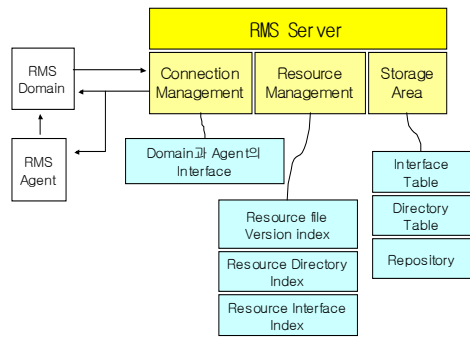 RMS Server
RMS
Domain
Connection
Management
Resource
Management
Storage
Area
RMS
Agent
Domain과 Agent의
Interface
Interface
Table
Resource file
Version index
Directory
Table
Resource Directory
Index
Repository
Resource Interface
Index